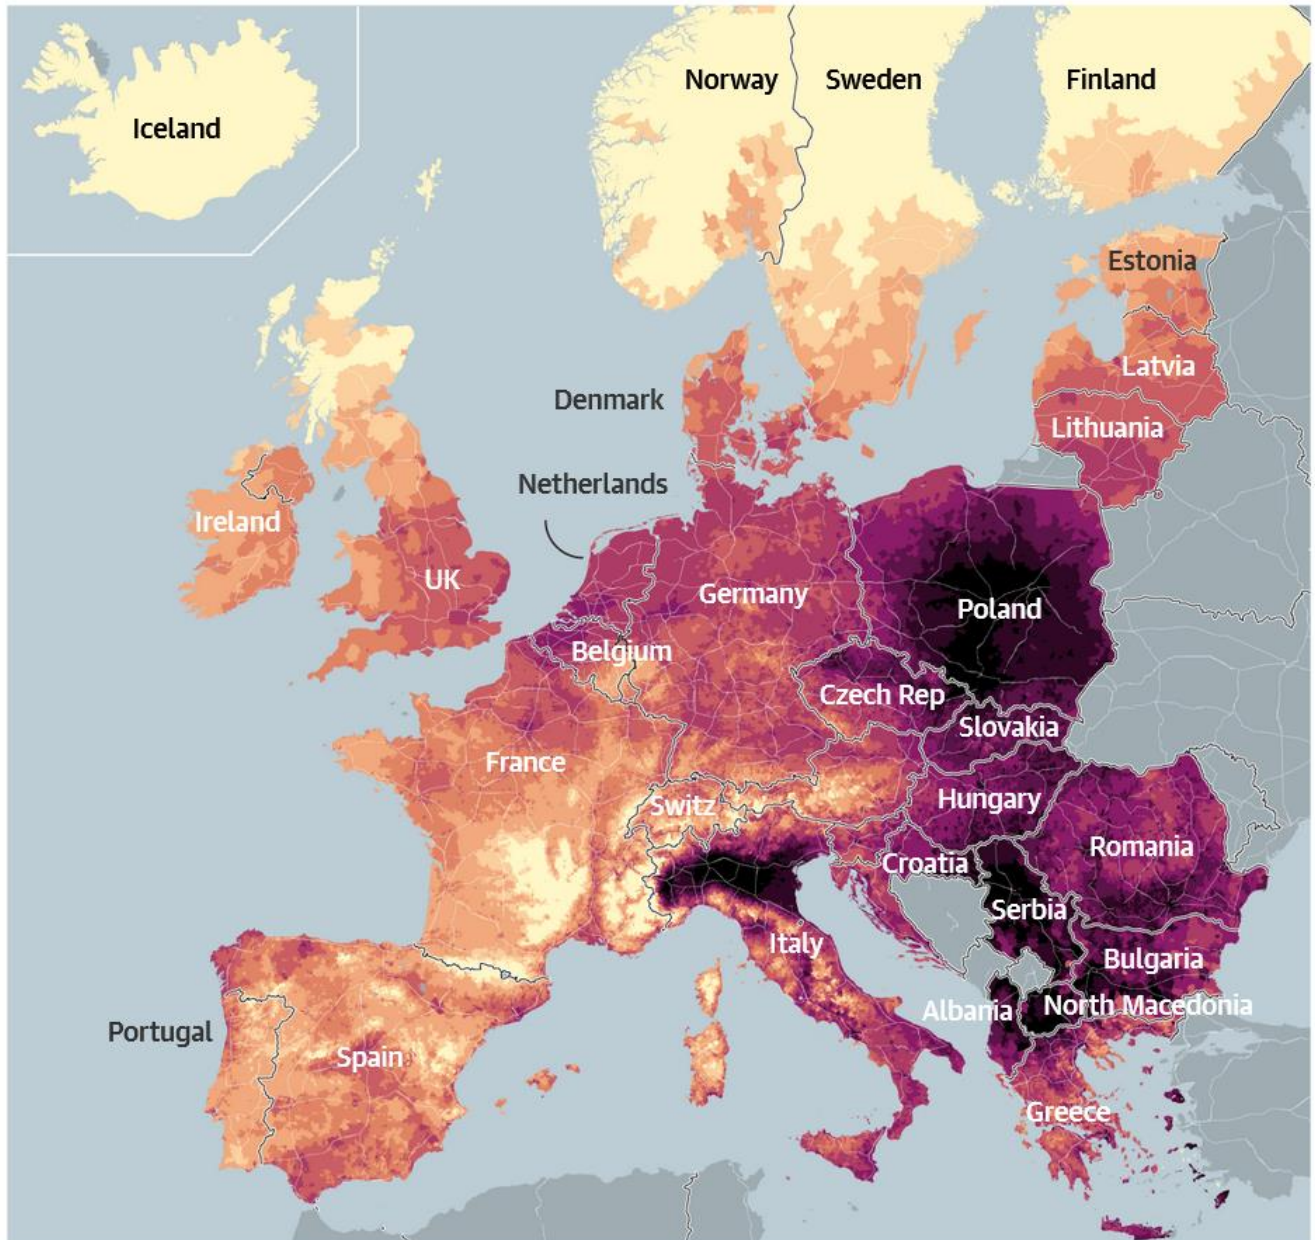 Norway
Sweden
Finland
Iceland
Estonia
Latvia
Denmark
Lithuania
Netherlands
Ireland
UK
Germany
Poland
Belgium
Czech Rep
Slovakia
France
Switz
Hungary
Romania
Croatia
Serbia
Italy
Bulgaria
Albania
North Macedonia
Portugal
Spain
Greece